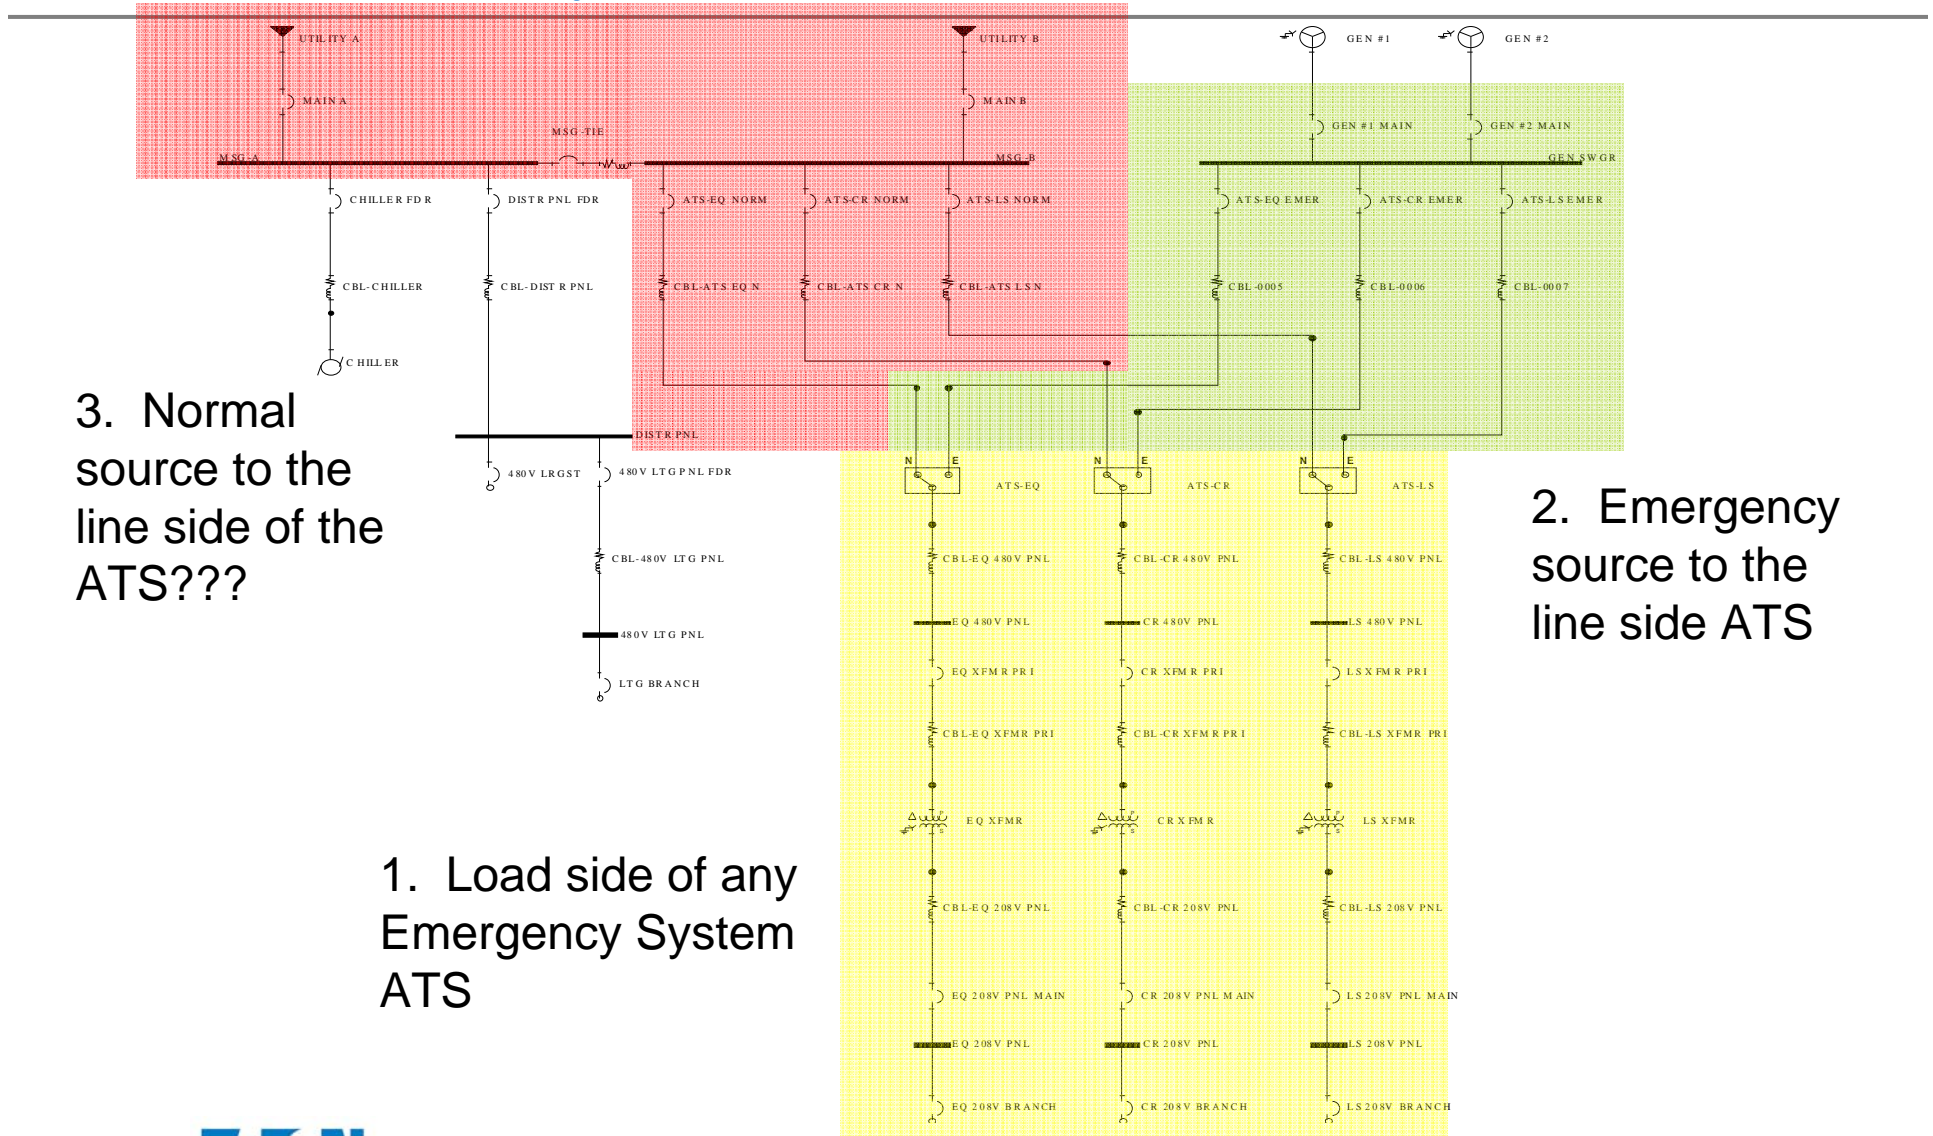 UTILITY A
UTILITY B
GEN #1
GEN #2
MAIN A
MAIN B
GEN #1 MAIN
GEN #2 MAIN
MSG-TIE
MSG-A
MSG-B
GEN SWGR
CHILLER FDR
DISTR PNL FDR
ATS-EQ NORM
ATS-CR NORM
ATS-LS NORM
ATS-EQ EMER
ATS-CR EMER
ATS-LS EMER
CBL-CHILLER
CBL-DISTR PNL
CBL-ATS EQ N
CBL-ATS CR N
CBL-ATS LS N
CBL-0005
CBL-0006
CBL-0007
CHILLER
3. Normal
source to the
line side of the
ATS???
DISTR PNL
480V LRGST
480V LTG PNL FDR
N E
ATS-EQ
N E
ATS-CR
N E
ATS-LS
2. Emergency
source to the
line side ATS
CBL-480V LTG PNL
CBL-EQ 480V PNL
CBL-CR 480V PNL
CBL-LS 480V PNL
480V LTG PNL
EQ 480V PNL
CR 480V PNL
LS 480V PNL
LTG BRANCH
EQ XFMR PRI
CR XFMR PRI
LS XFMR PRI
CBL-EQ XFMR PRI
CBL-CR XFMR PRI
CBL-LS XFMR PRI
P
S
EQ XFMR
P
S
CR XFMR
P
S
LS XFMR
1. Load side of any
Emergency System
ATS
CBL-EQ 208V PNL
CBL-CR 208V PNL
CBL-LS 208V PNL
EQ 208V PNL MAIN
CR 208V PNL MAIN
LS 208V PNL MAIN
EQ 208V PNL
CR 208V PNL
LS 208V PNL
EQ 208V BRANCH
CR 208V BRANCH
LS 208V BRANCH